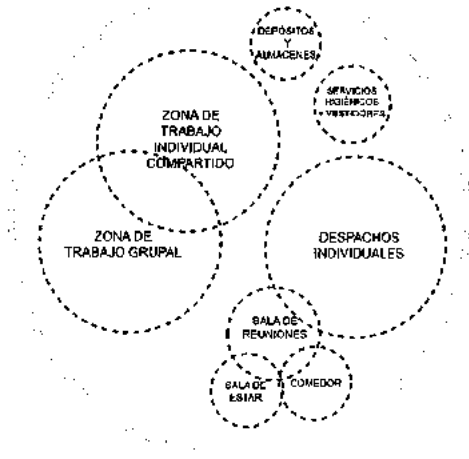 DEPÓSITOS
Y
ALMACENES
SERVICIOS
HIGIÉNICOS
VESTIDORES
ZONA DE
TRABAJO
INDIVIDUAL
COMPARTIDO
ZONA DE
TRABAJO GRUPAL
DESPACHOS
INDIVIDUALES
SALA DE
REUNIONES
SALA DE
ESTAR
COMEDOR